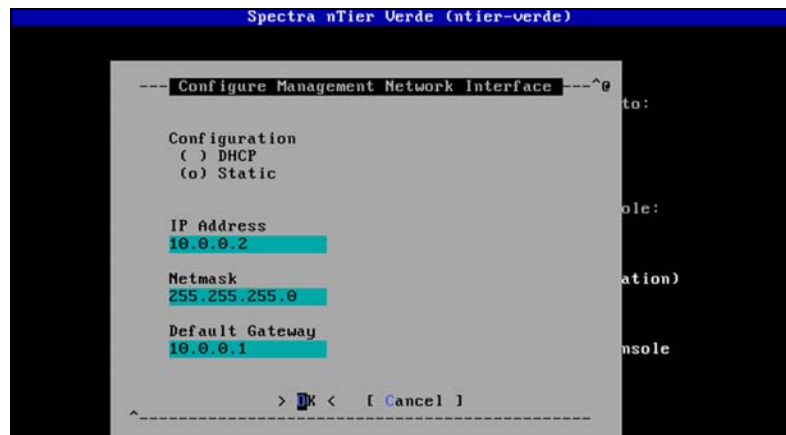 Spectra nTier Verde (ntier-verde)
--- Configure Management Network Interface ---^@
to:
Configuration
( ) DHCP
(o) Static
ole:
IP Address
10.0.0.2
Netmask
ation)
255.255.255.0
Default Gateway
10.0.0.1
nsole
> OK < [ Cancel ]
^